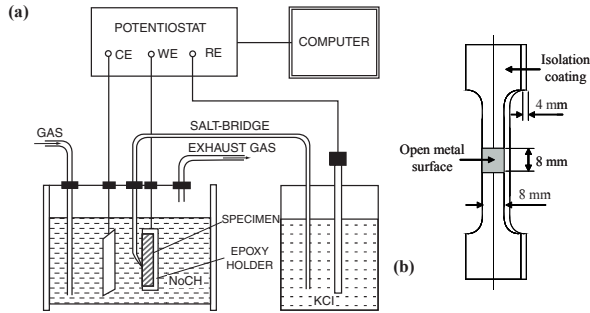 (a)
POTENTIOSTAT
CE
WE
RE
COMPUTER
GAS
SALT-BRIDGE
EXHAUST GAS
SPECIMEN
EPOXY
HOLDER
NoCH
KCl
Isolation
coating
4 mm
Open metal
surface
8 mm
8 mm
(b)